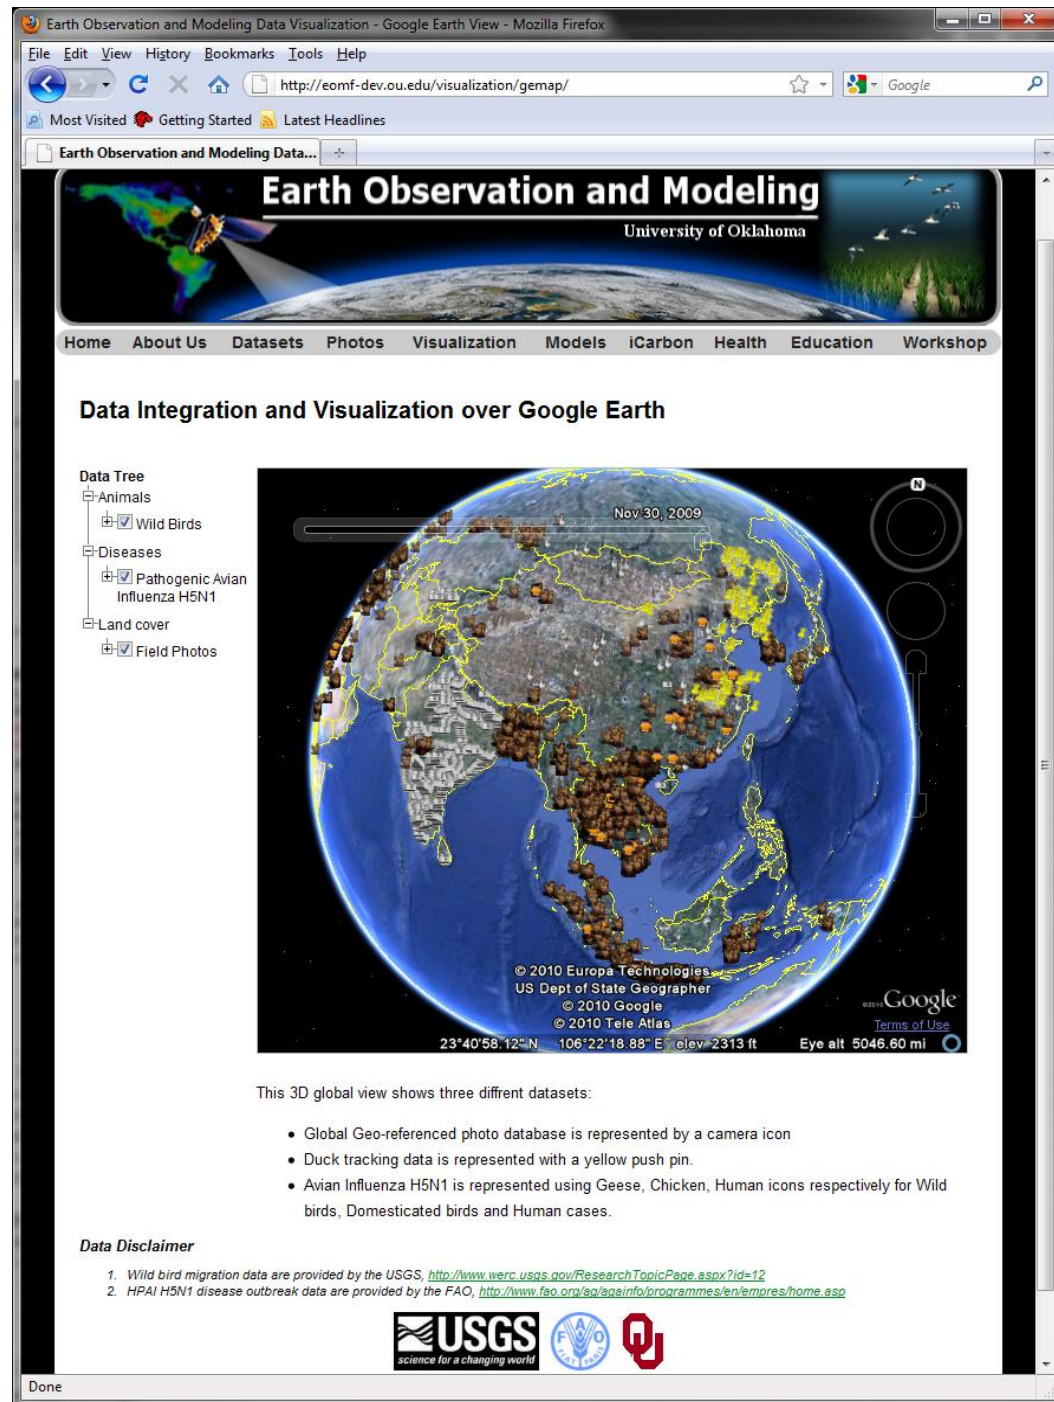 Earth Observation and Modeling Data Visualization - Google Earth View - Mozilla Firefox
File Edit View History Bookmarks Tools Help
http://eomf-dev.ou.edu/visualization/gemap/
Google
Most Visited Getting Started Latest Headlines
Earth Observation and Modeling Data...
Earth Observation and Modeling
University of Oklahoma
Home About Us Datasets Photos Visualization Models iCarbon Health Education Workshop
Data Integration and Visualization over Google Earth
Data Tree
Animals
Wild Birds
Diseases
Pathogenic Avian
Influenza H5N1
Land cover
Field Photos
N
Nov 30, 2009
© 2010 Europa Technologies
US Dept of State Geographer
© 2010 Google
© 2010 Tele Atlas
©2010 Google
Terms of Use
23°40'58.12" N 106°22'18.88" E elev 2313 ft Eye alt 5046.60 mi
This 3D global view shows three diffrent datasets:
• Global Geo-referenced photo database is represented by a camera icon
• Duck tracking data is represented with a yellow push pin.
• Avian Influenza H5N1 is represented using Geese, Chicken, Human icons respectively for Wild
birds, Domesticated birds and Human cases.
Data Disclaimer
1. Wild bird migration data are provided by the USGS, http://www.werc.usgs.gov/ResearchTopicPage.aspx?id=12
2. HPAI H5N1 disease outbreak data are provided by the FAO, http://www.fao.org/ag/againfo/programmes/en/empres/home.asp
USGS
science for a changing world
F A O
FIAT PANIS
OU
Done